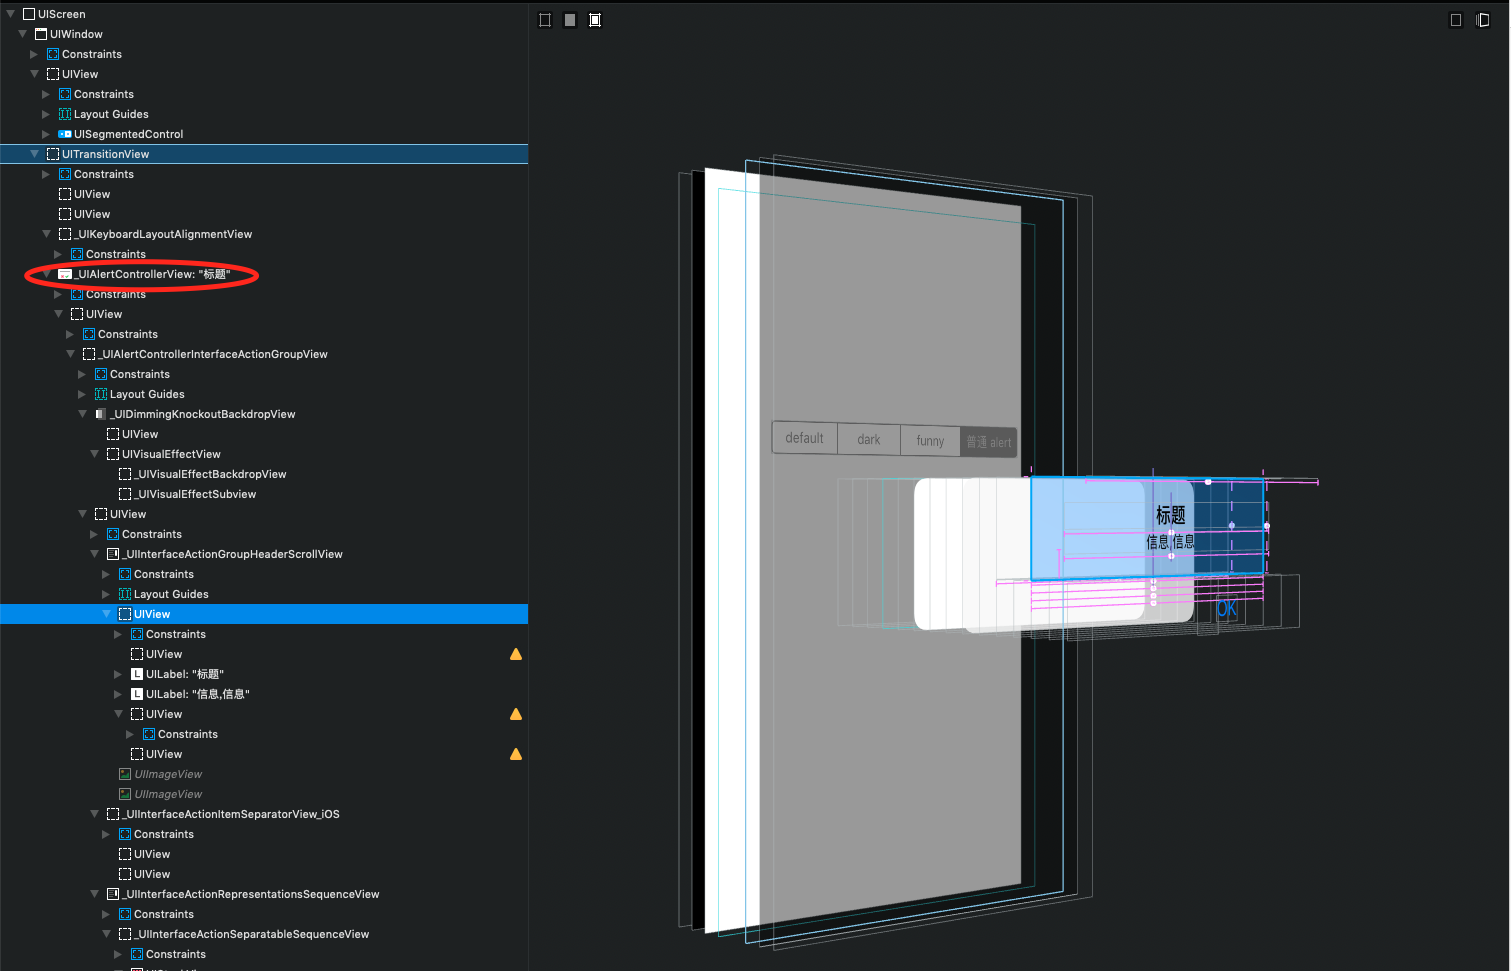 UIScreen
UIWindow
Constraints
UIView
Constraints
Layout Guides
UISegmentedControl
UITransitionView
Constraints
UIView
UIView
_UIKeyboardLayoutAlignmentView
Constraints
_UIAlertControllerView: "标题"
Constraints
UIView
Constraints
_UIAlertControllerInterfaceActionGroupView
Constraints
Layout Guides
_UIDimmingKnockoutBackdropView
UIView
UIVisualEffectView
_UIVisualEffectBackdropView
_UIVisualEffectSubview
UIView
Constraints
_UIInterfaceActionGroupHeaderScrollView
Constraints
Layout Guides
UIView
Constraints
UIView
L UILabel: "标题"
L UILabel: "信息,信息"
UIView
Constraints
UIView
UIImageView
UIImageView
_UIInterfaceActionItemSeparatorView_iOS
Constraints
UIView
UIView
_UIInterfaceActionRepresentationsSequenceView
Constraints
_UIInterfaceActionSeparatableSequenceView
Constraints
default dark funny 普通 alert
标题
信息,信息
OK